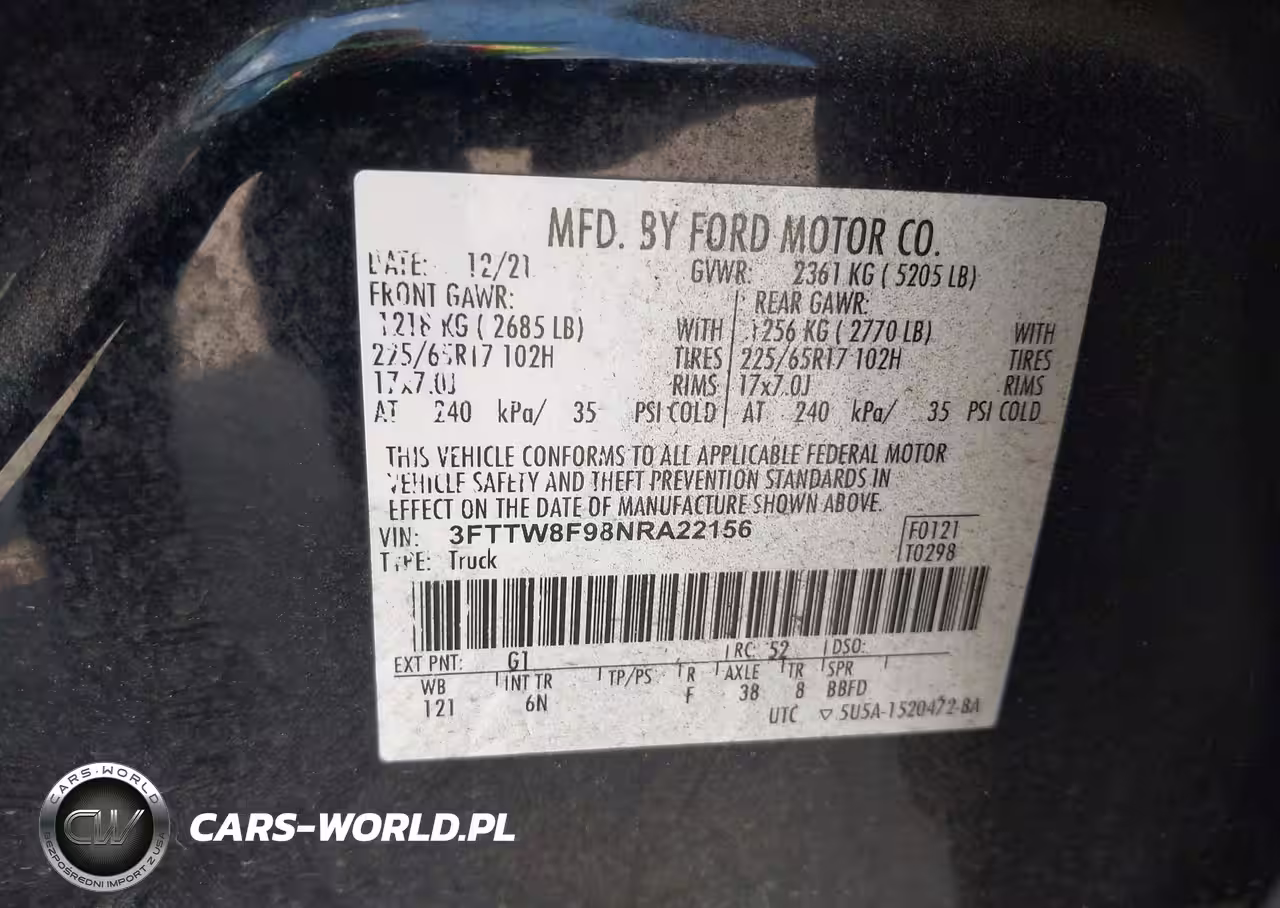 MFD. BY FORD MOTOR CO.
DATE: 12/21 GVWR: 2361 KG ( 5205 LB)
FRONT GAWR: REAR GAWR:
1218 KG ( 2685 LB) WITH 1256 KG ( 2770 LB) WITH
225/65R17 102H TIRES 225/65R17 102H TIRES
17x7.0J RIMS 17x7.0J RIMS
AT 240 kPa/ 35 PSI COLD AT 240 kPa/ 35 PSI COLD
THIS VEHICLE CONFORMS TO ALL APPLICABLE FEDERAL MOTOR
VEHICLE SAFETY AND THEFT PREVENTION STANDARDS IN
EFFECT ON THE DATE OF MANUFACTURE SHOWN ABOVE.
VIN: 3FTTW8F98NRA22156 F0121
TYPE: Truck T0298
EXT PNT: G1 RC: 52 DSO:
WB INT TR TP/PS R AXLE TR SPR
121 6N F 38 8 BBFD
UTC ▽ 5U5A-1520472-BA
CARS-WORLD
CW
BEZPOŚREDNI IMPORT Z USA
CARS-WORLD.PL